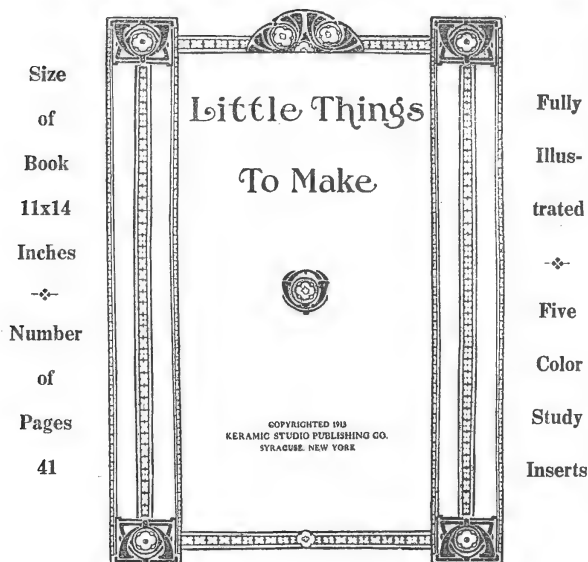 Size
of
Book
11x14
Inches
Number
of
Pages
41
Little Things
To Make
COPYRIGHTED 1913
KERAMIC STUDIO PUBLISHING CO.
SYRACUSE, NEW YORK
Fully
Illus-
trated
Five
Color
Study
Inserts